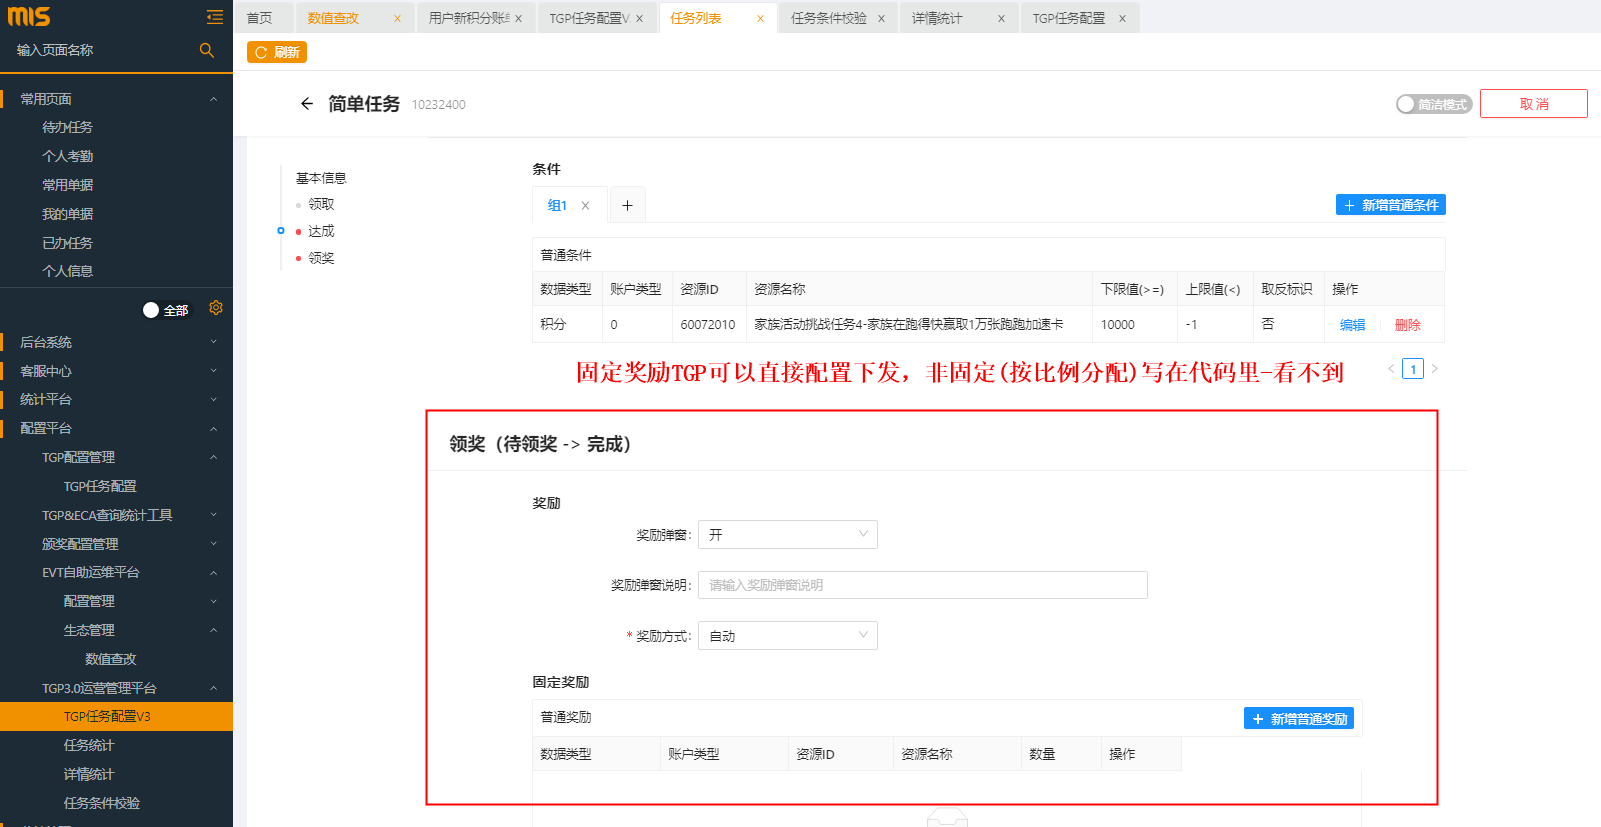 MIS
首页
数值查改
用户新积分账
TGP任务配置V
任务列表
任务条件校验
详情统计
TGP任务配置
输入页面名称
刷新
简单任务 10232400
简洁模式
取 消
常用页面
待办任务
个人考勤
常用单据
我的单据
已办任务
个人信息
全部
后台系统
客服中心
统计平台
配置平台
TGP配置管理
TGP任务配置
TGP&ECA查询统计工具
颁奖配置管理
EVT自助运维平台
配置管理
生态管理
数值查改
TGP3.0运营管理平台
TGP任务配置V3
任务统计
详情统计
任务条件校验
基本信息
领取
达成
领奖
条件
组1
+ 新增普通条件
普通条件
数据类型 账户类型 资源ID 资源名称 下限值(>=) 上限值(<) 取反标识 操作
积分 0 60072010 家族活动挑战任务4-家族在跑得快赢取1万张跑跑加速卡 10000 -1 否 编辑 删除
固定奖励TGP可以直接配置下发，非固定(按比例分配)写在代码里-看不到
< 1 >
领奖（待领奖 -> 完成）
奖励
奖励弹窗: 开
奖励弹窗说明: 请输入奖励弹窗说明
* 奖励方式: 自动
固定奖励
普通奖励
+ 新增普通奖励
数据类型 账户类型 资源ID 资源名称 数量 操作